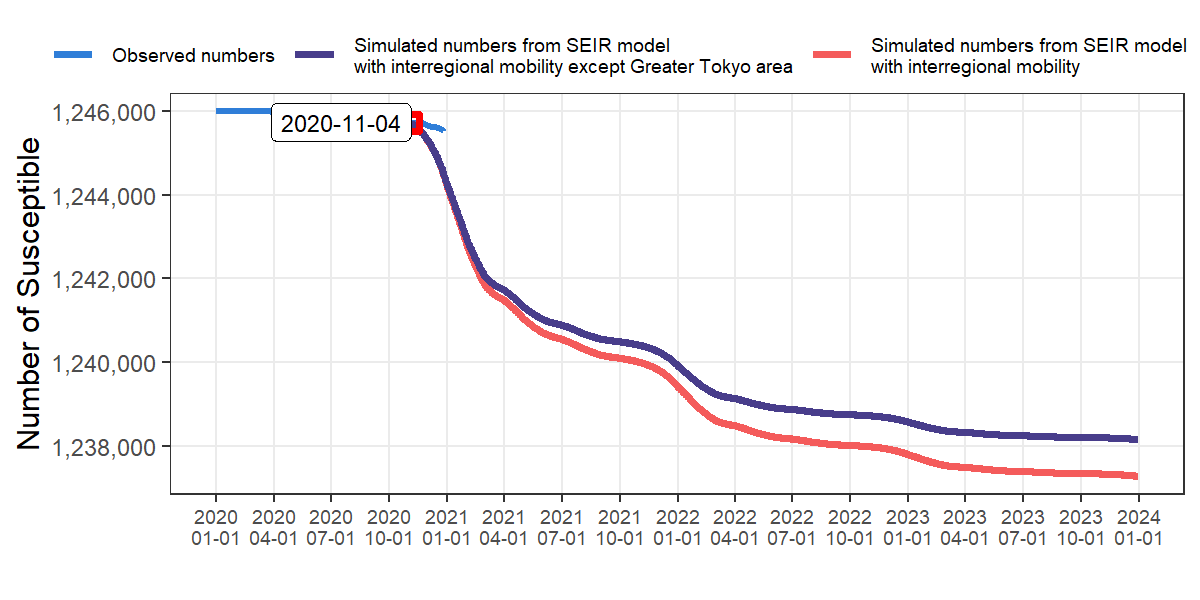 Observed numbers
Simulated numbers from SEIR model
with interregional mobility except Greater Tokyo area
Simulated numbers from SEIR model
with interregional mobility
Number of Susceptible
1,246,000
1,244,000
1,242,000
1,240,000
1,238,000
2020-11-04
2020 2020 2020 2020 2021 2021 2021 2021 2022 2022 2022 2022 2023 2023 2023 2023 2024
01-01 04-01 07-01 10-01 01-01 04-01 07-01 10-01 01-01 04-01 07-01 10-01 01-01 04-01 07-01 10-01 01-01